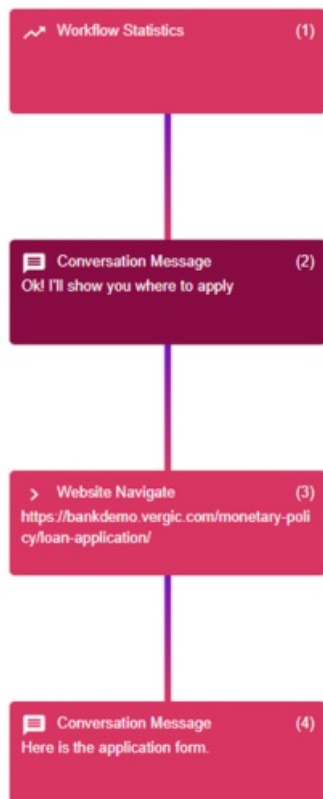 Workflow Statistics (1)
Conversation Message (2)
Ok! I'll show you where to apply
Website Navigate (3)
https://bankdemo.vergic.com/monetary-poli
cy/loan-application/
Conversation Message (4)
Here is the application form.